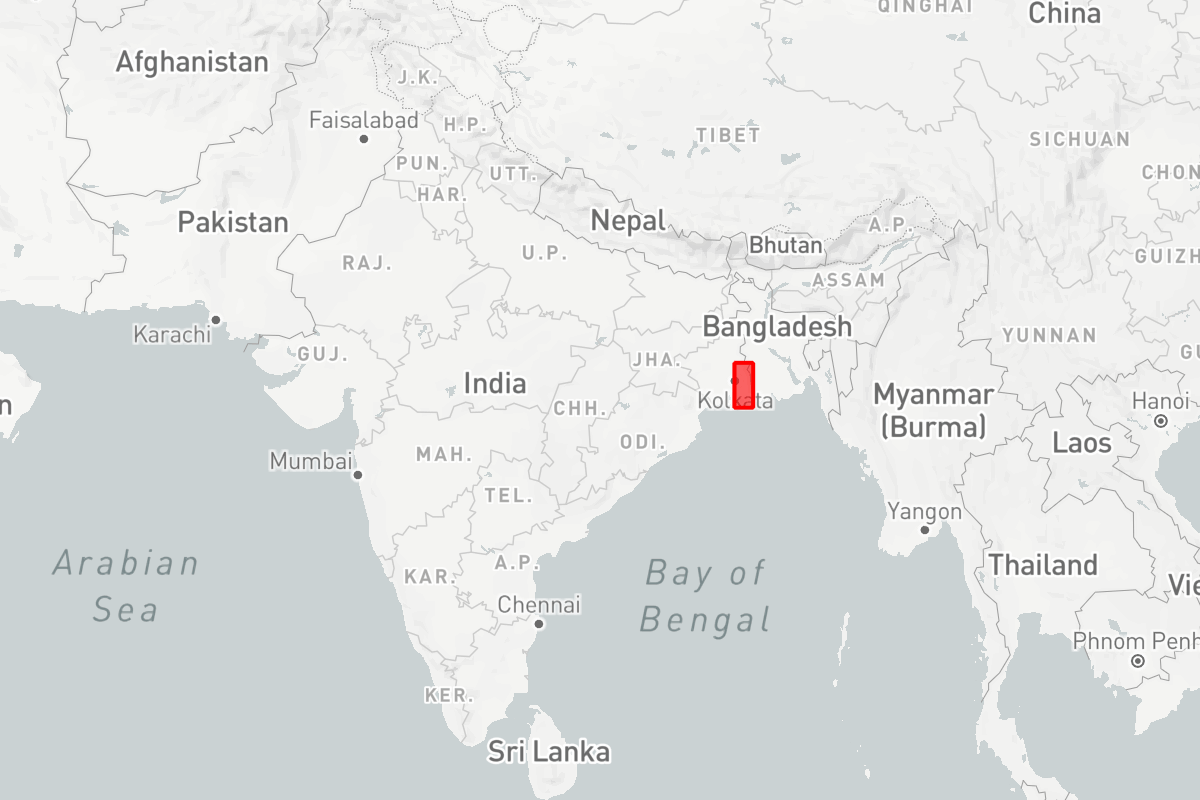 QINGHAI
China
Afghanistan
J.K.
Faisalabad
H.P.
TIBET
SICHUAN
PUN.
UTT.
CHON
HAR.
Pakistan
Nepal
A.P.
Bhutan
RAJ.
U.P.
GUIZH
ASSAM
Karachi
Bangladesh
YUNNAN
GUJ.
JHA.
GU
India
Kolkata
Myanmar
(Burma)
Hanoi
n
CHH.
ODI.
Laos
MAH.
Mumbai
TEL.
Yangon
Arabian
Sea
A.P.
KAR.
Bay of
Bengal
Thailand
Vie
Chennai
Phnom Penh
KER.
Sri Lanka